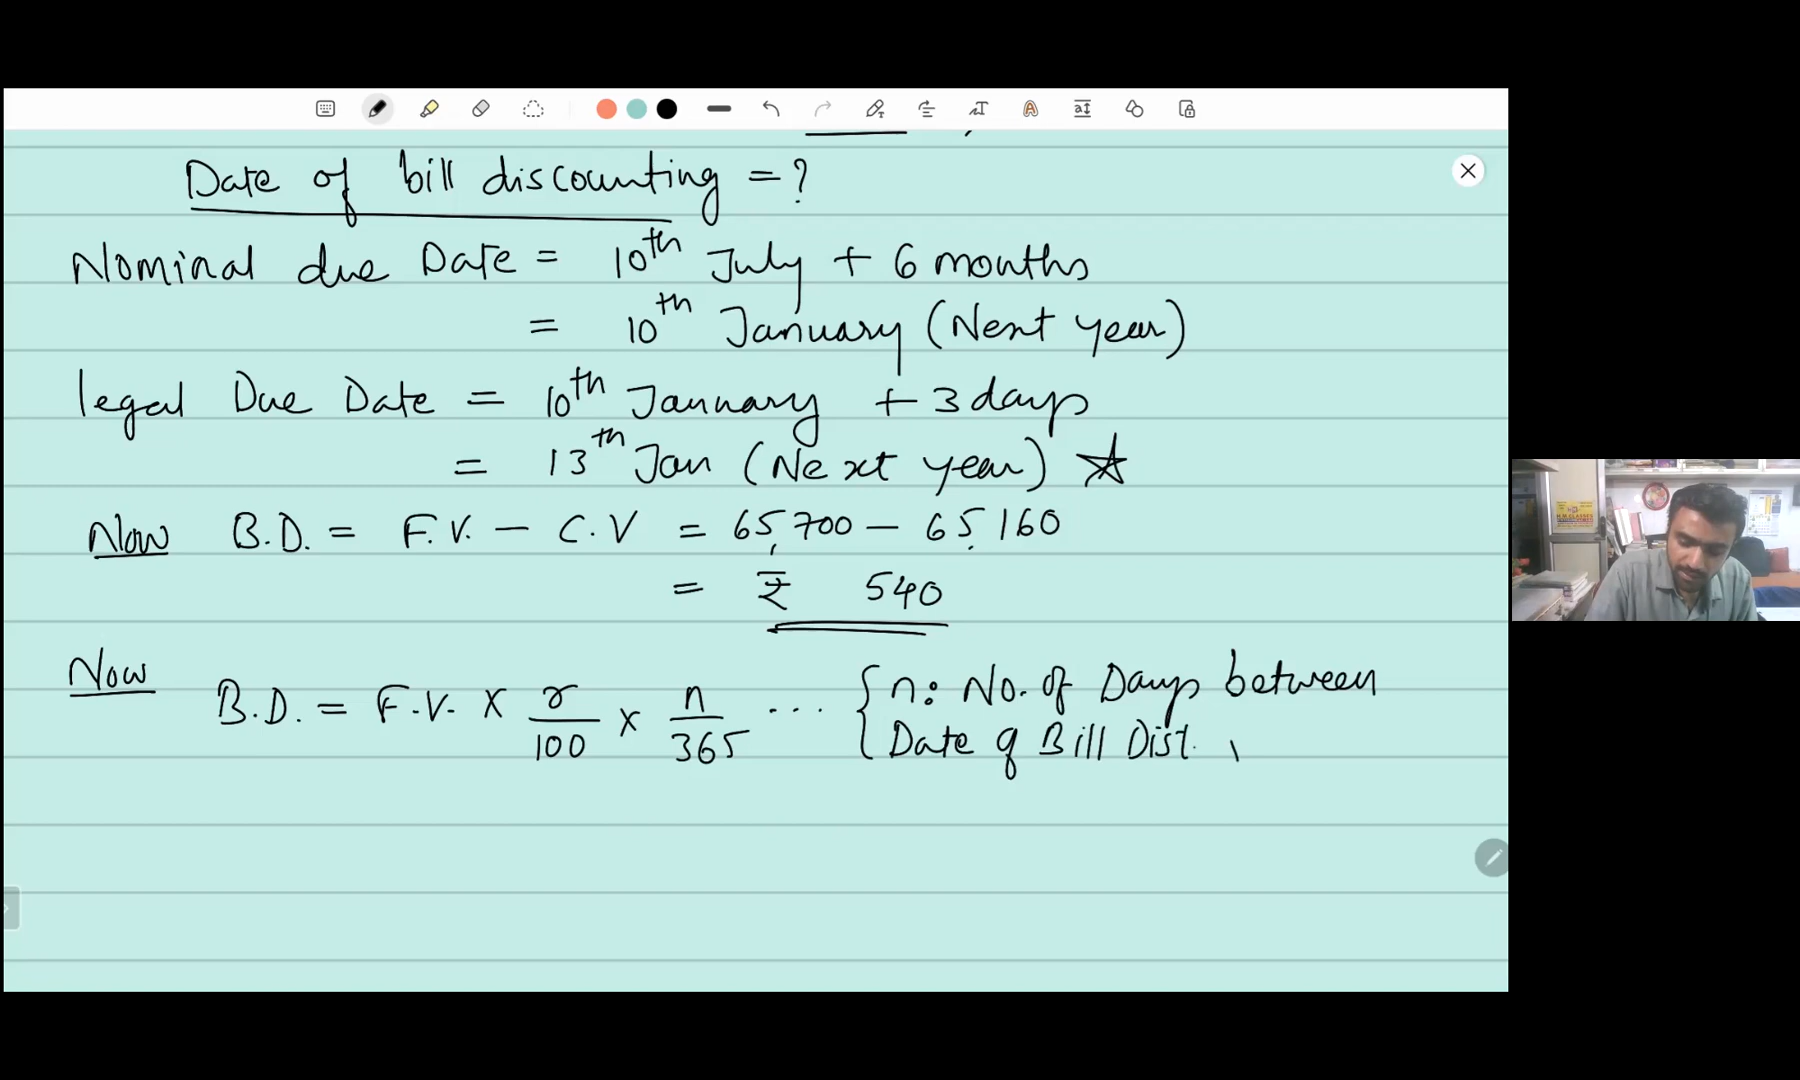 Date of bill discounting = ?
Nominal due Date = 10th July + 6 months
= 10th January (Next year)
legal Due Date = 10th January + 3 days
= 13th Jan (Next year) ☆
Now B.D. = F.V. - C.V = 65,700 - 65,160
= ₹ 540
Now
B.D. = F.V. X r/100 x n/365 ... { n: No. of Days between
Date of Bill Dist.